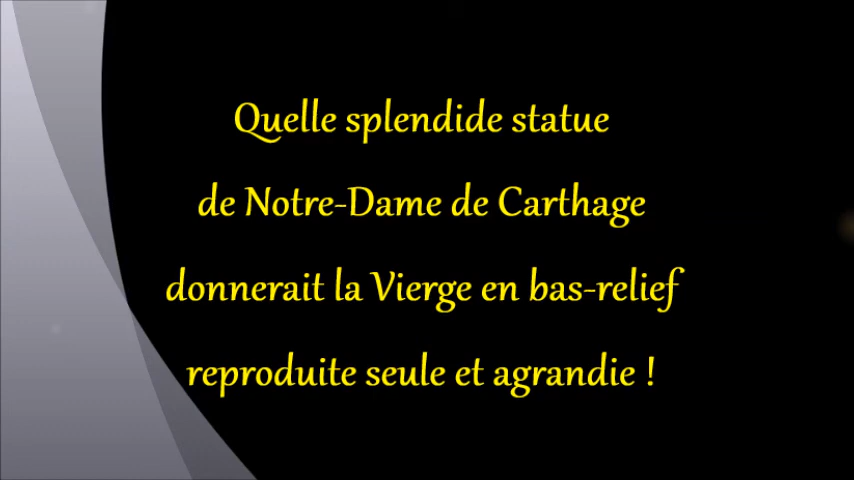 Quelle splendide statue
de Notre-Dame de Carthage
donnerait la Vierge en bas-relief
reproduite seule et agrandie !